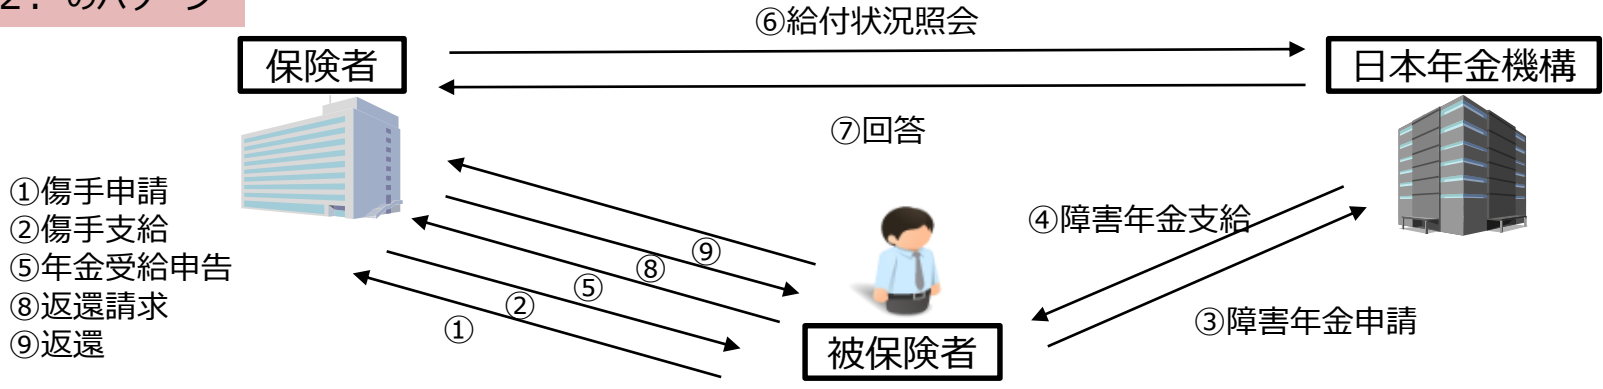 ２．のパターン
⑥給付状況照会
保険者
日本年金機構
⑦回答
①傷手申請
②傷手支給
⑤年金受給申告
⑧返還請求
⑨返還
④障害年金支給
⑨
⑧
⑤
②
①
③障害年金申請
被保険者